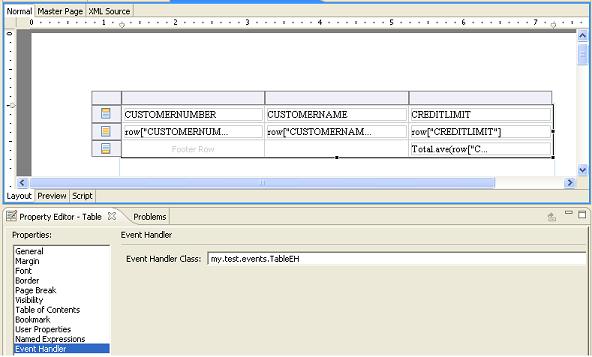 Normal Master Page XML Source
0 1 2 3 4 5 6 7
CUSTOMERNUMBER CUSTOMERNAME CREDITLIMIT
row["CUSTOMERNUM... row["CUSTOMERNAM... row["CREDITLIMIT"]
Footer Row Total.ave(row["C...
Layout Preview Script
Property Editor - Table Problems
Properties: Event Handler
General
Event Handler Class: my.test.events.TableEH
Margin
Font
Border
Page Break
Visibility
Table of Contents
Bookmark
User Properties
Named Expressions
Event Handler